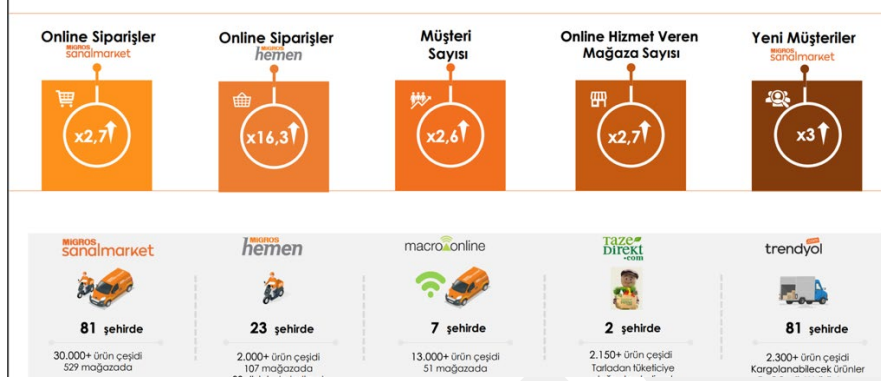 Online Siparişler
MIGROS
sanalmarket
x2,7
Online Siparişler
MIGROS
hemen
x16,3
Müşteri
Sayısı
x2,6
Online Hizmet Veren
Mağaza Sayısı
x2,7
Yeni Müşteriler
MIGROS
sanalmarket
x3
MIGROS
sanalmarket
81 şehirde
30.000+ ürün çeşidi
529 mağazada
MIGROS
hemen
23 şehirde
2.000+ ürün çeşidi
107 mağazada
macroonline
7 şehirde
13.000+ ürün çeşidi
51 mağazada
TAZE
DİREKT
.com
2 şehirde
2.150+ ürün çeşidi
Tarladan tüketiciye
trendyol
81 şehirde
2.300+ ürün çeşidi
Kargolanabilecek ürünler